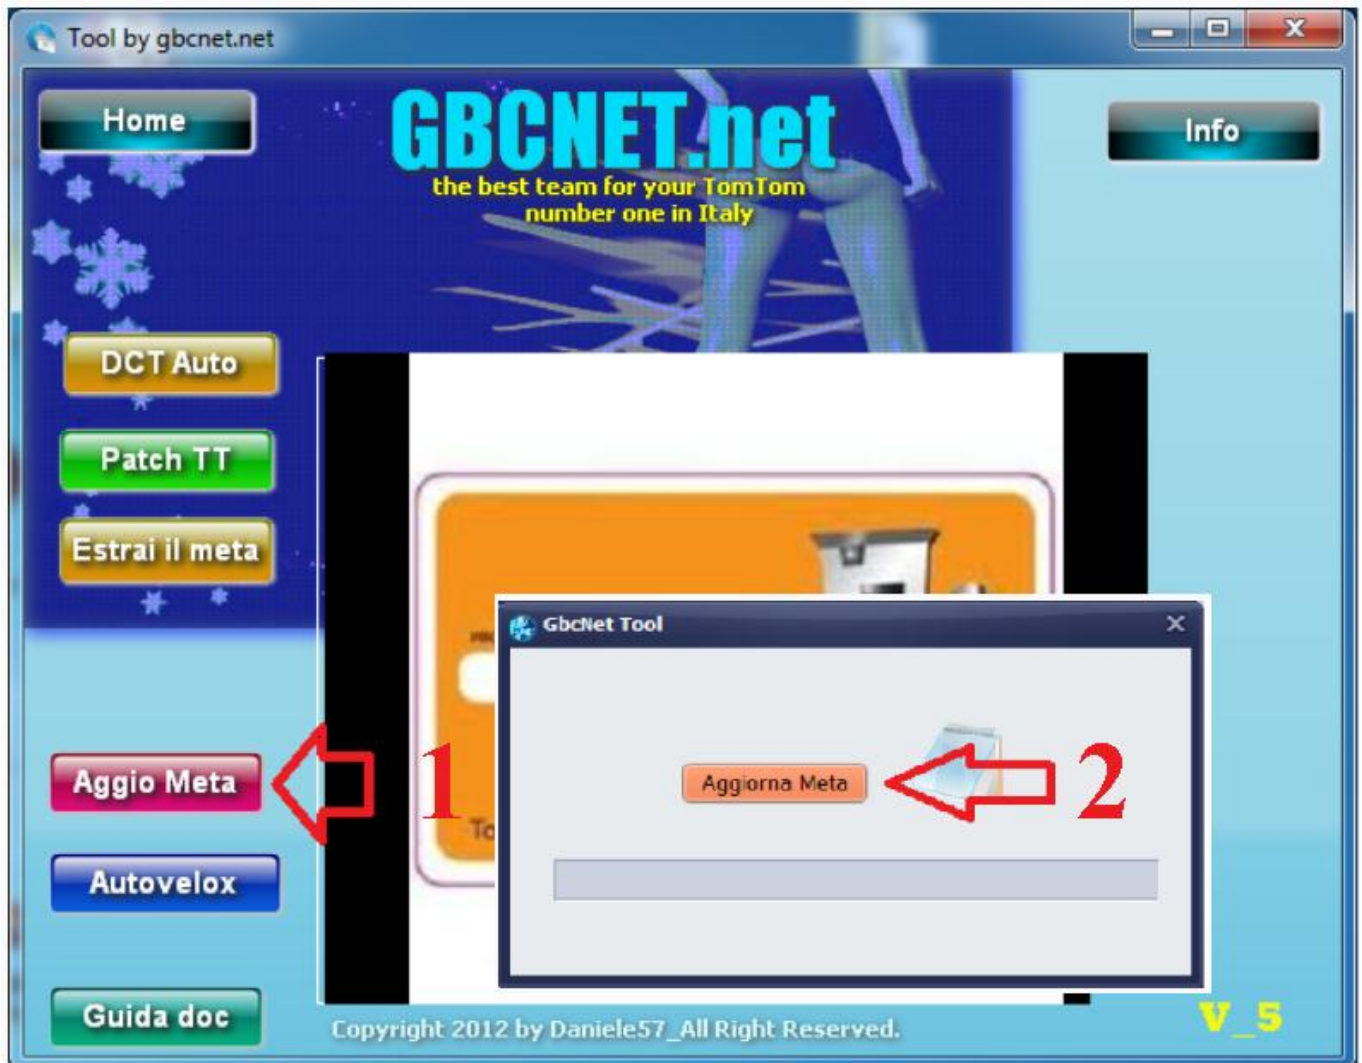 Tool by gbcnet.net
Home
GBCNET.net
Info
the best team for your TomTom
number one in Italy
DCT Auto
Patch TT
Estrai il meta
GbcNet Tool
Aggio Meta
1
Aggiorna Meta
2
To
Autovelox
Guida doc
Copyright 2012 by Daniele57_All Right Reserved.
V_5